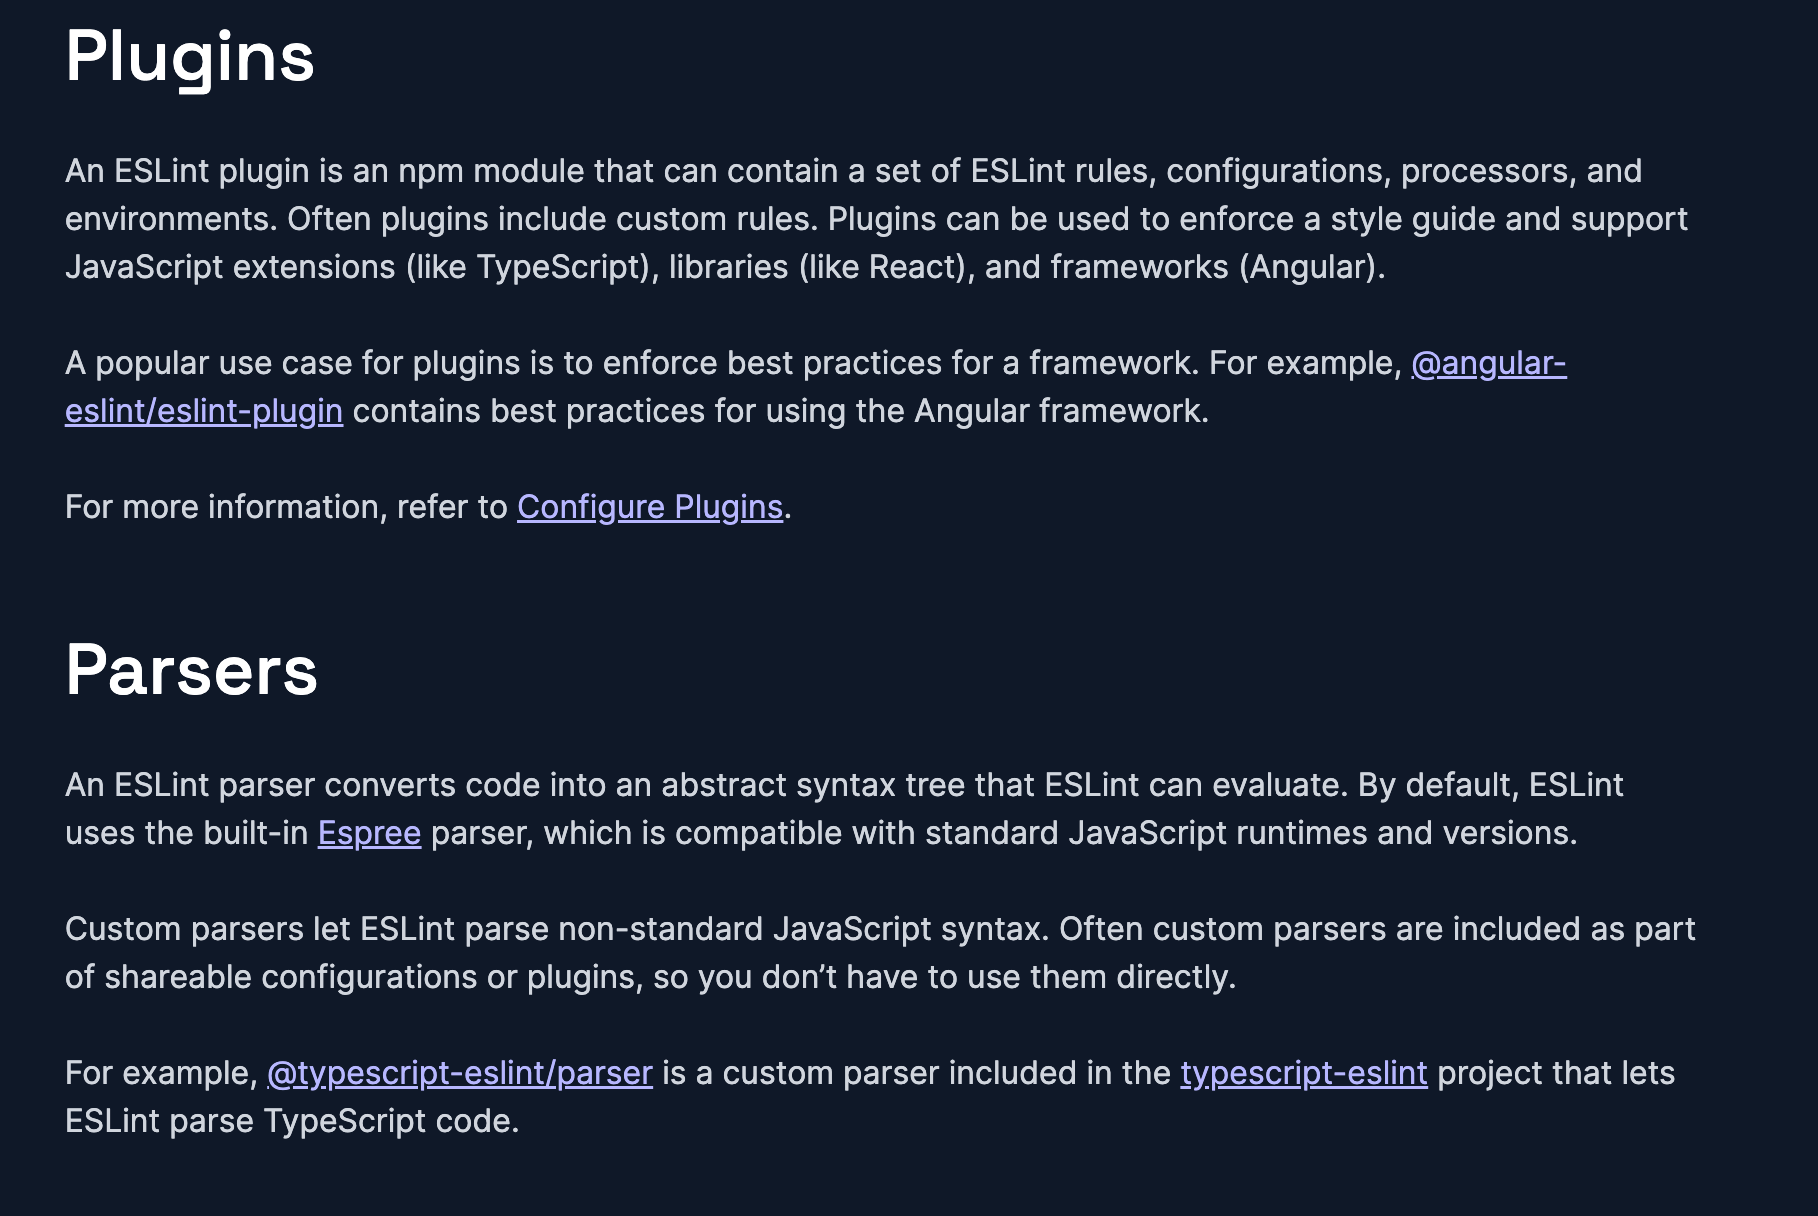 Plugins
An ESLint plugin is an npm module that can contain a set of ESLint rules, configurations, processors, and
environments. Often plugins include custom rules. Plugins can be used to enforce a style guide and support
JavaScript extensions (like TypeScript), libraries (like React), and frameworks (Angular).
A popular use case for plugins is to enforce best practices for a framework. For example, @angular-
eslint/eslint-plugin contains best practices for using the Angular framework.
For more information, refer to Configure Plugins.
Parsers
An ESLint parser converts code into an abstract syntax tree that ESLint can evaluate. By default, ESLint
uses the built-in Espree parser, which is compatible with standard JavaScript runtimes and versions.
Custom parsers let ESLint parse non-standard JavaScript syntax. Often custom parsers are included as part
of shareable configurations or plugins, so you don’t have to use them directly.
For example, @typescript-eslint/parser is a custom parser included in the typescript-eslint project that lets
ESLint parse TypeScript code.